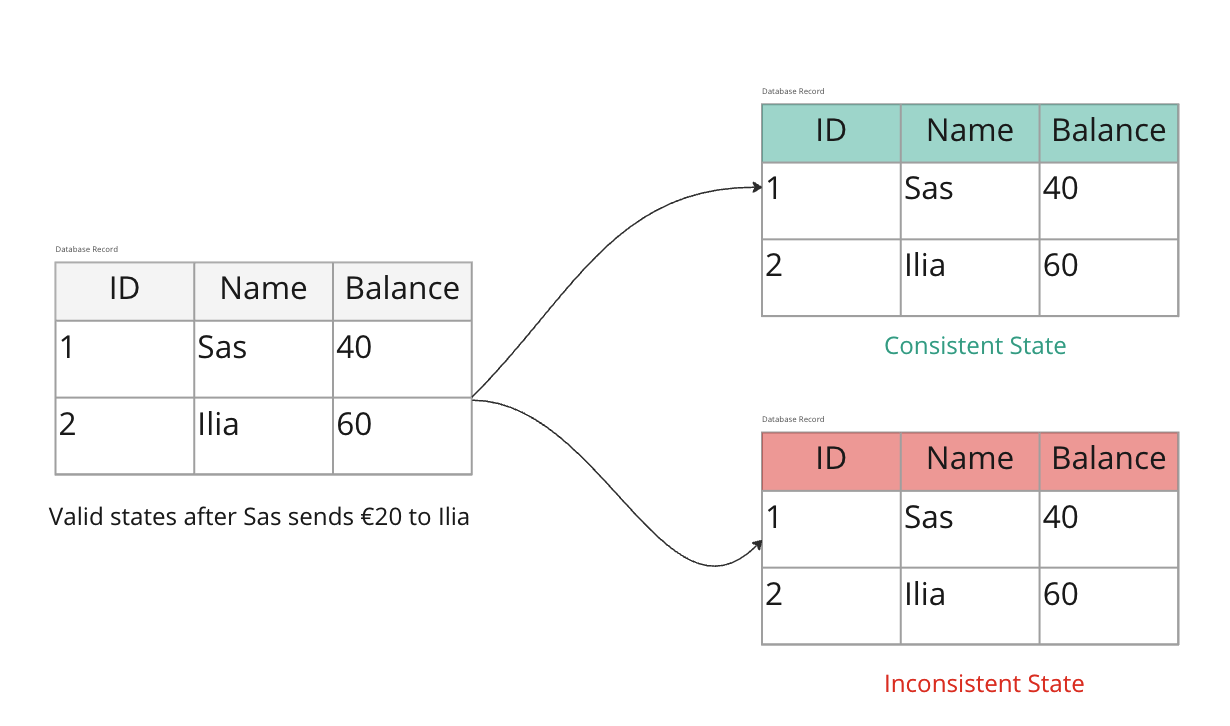 Database Record
ID Name Balance
1 Sas 40
2 Ilia 60
Valid states after Sas sends €20 to Ilia
Database Record
ID Name Balance
1 Sas 40
2 Ilia 60
Consistent State
Database Record
ID Name Balance
1 Sas 40
2 Ilia 60
Inconsistent State